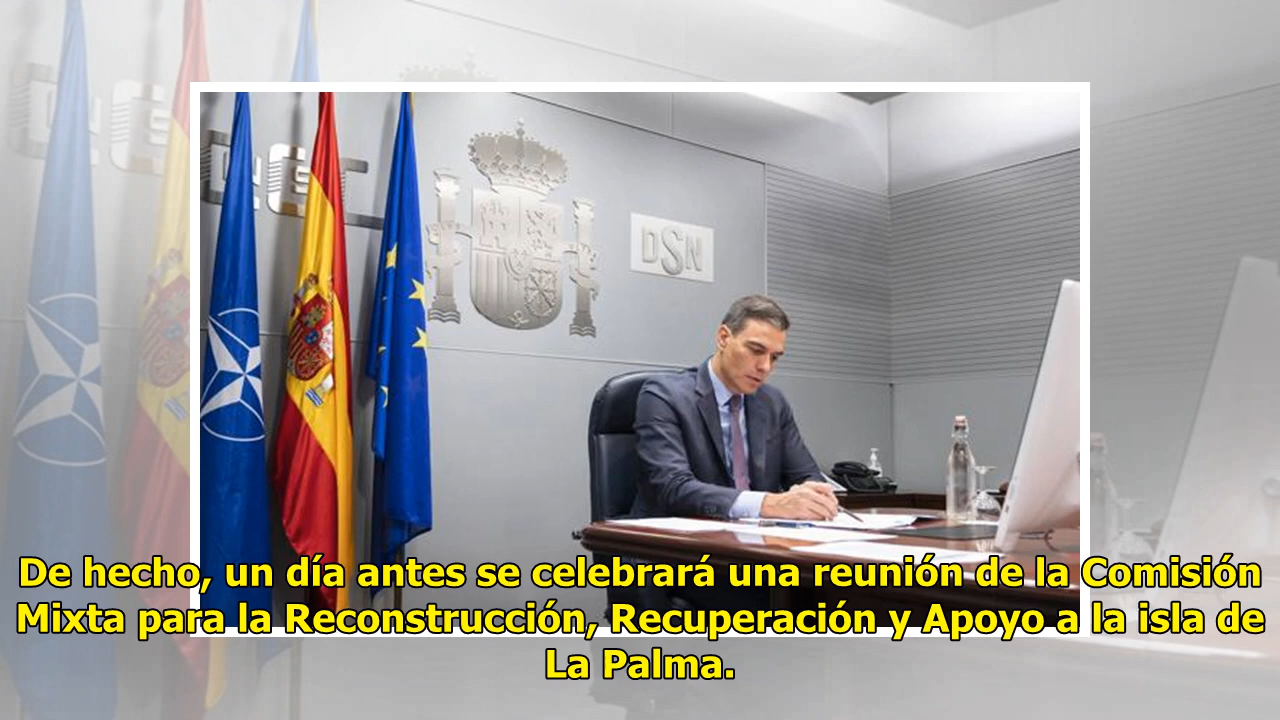 DSN
De hecho, un día antes se celebrará una reunión de la Comisión
Mixta para la Reconstrucción, Recuperación y Apoyo a la isla de
La Palma.